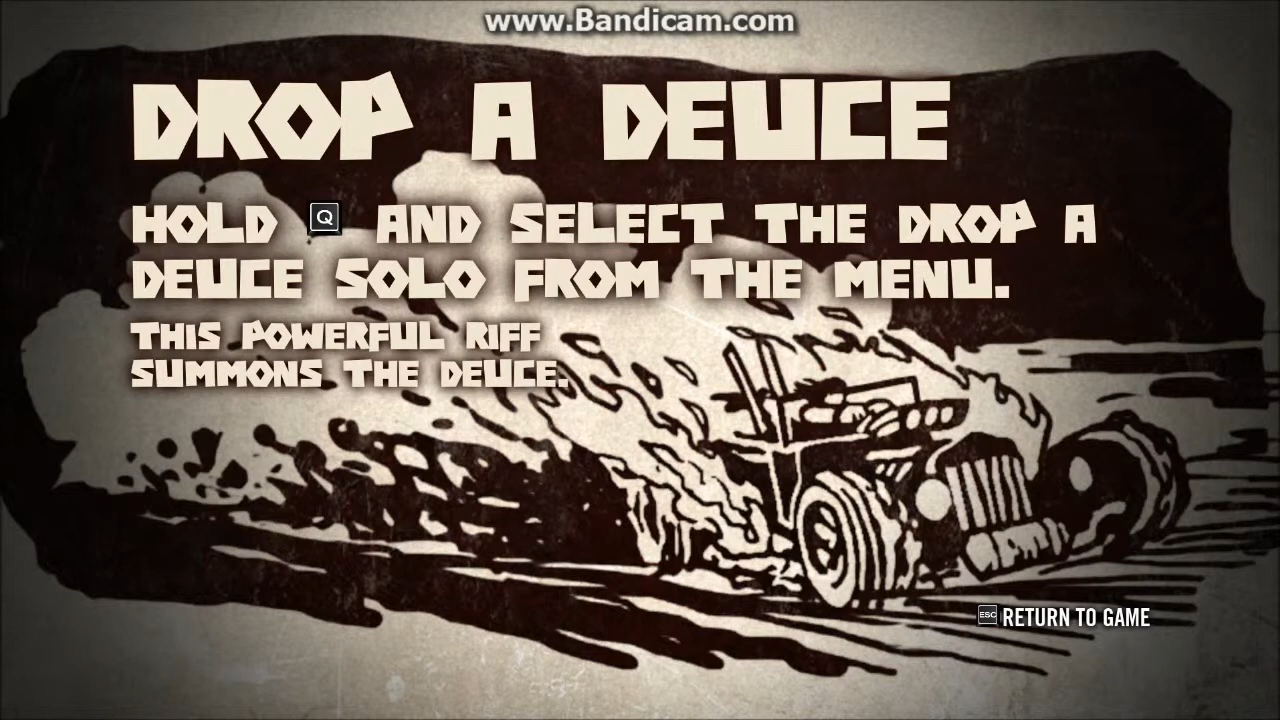 www.Bandicam.com
DROP A DEUCE
HOLD Q AND SELECT THE DROP A
DEUCE SOLO FROM THE MENU.
THIS POWERFUL RIFF
SUMMONS THE DEUCE.
ESC RETURN TO GAME